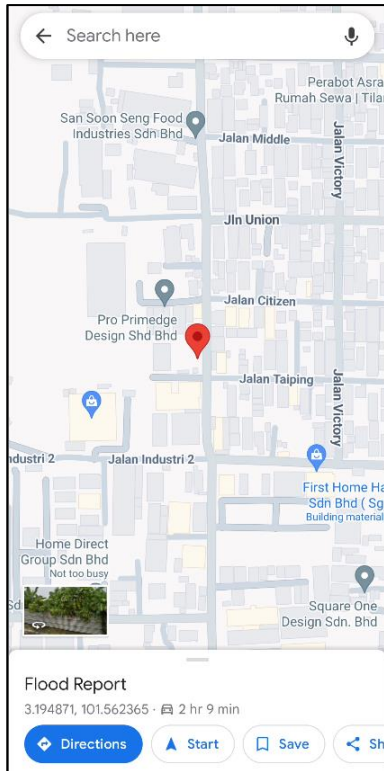 Search here
Perabot Asra
Rumah Sewa | Tilar
San Soon Seng Food
Industries Sdn Bhd
Jalan Middle
Jalan Victory
Jln Union
Jalan Citizen
Pro Primedge
Design Shd Bhd
Jalan Taiping
Jalan Victory
ndustri 2
Jalan Industri 2
First Home Ha
Sdn Bhd ( Sg
Building material
Home Direct
Group Sdn Bhd
Not too busy
Sd
Square One
Design Sdn. Bhd
Flood Report
3.194871, 101.562365 · 2 hr 9 min
Directions
Start
Save
Sh